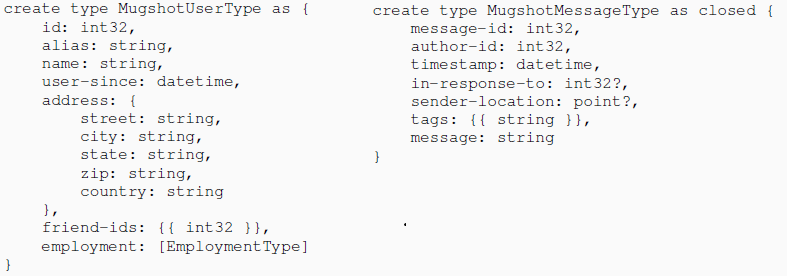 create type MugshotUserType as {
    id: int32,
    alias: string,
    name: string,
    user-since: datetime,
    address: {
        street: string,
        city: string,
        state: string,
        zip: string,
        country: string
    },
    friend-ids: {{ int32 }},
    employment: [EmploymentType]
}
create type MugshotMessageType as closed {
    message-id: int32,
    author-id: int32,
    timestamp: datetime,
    in-response-to: int32?,
    sender-location: point?,
    tags: {{ string }},
    message: string
}